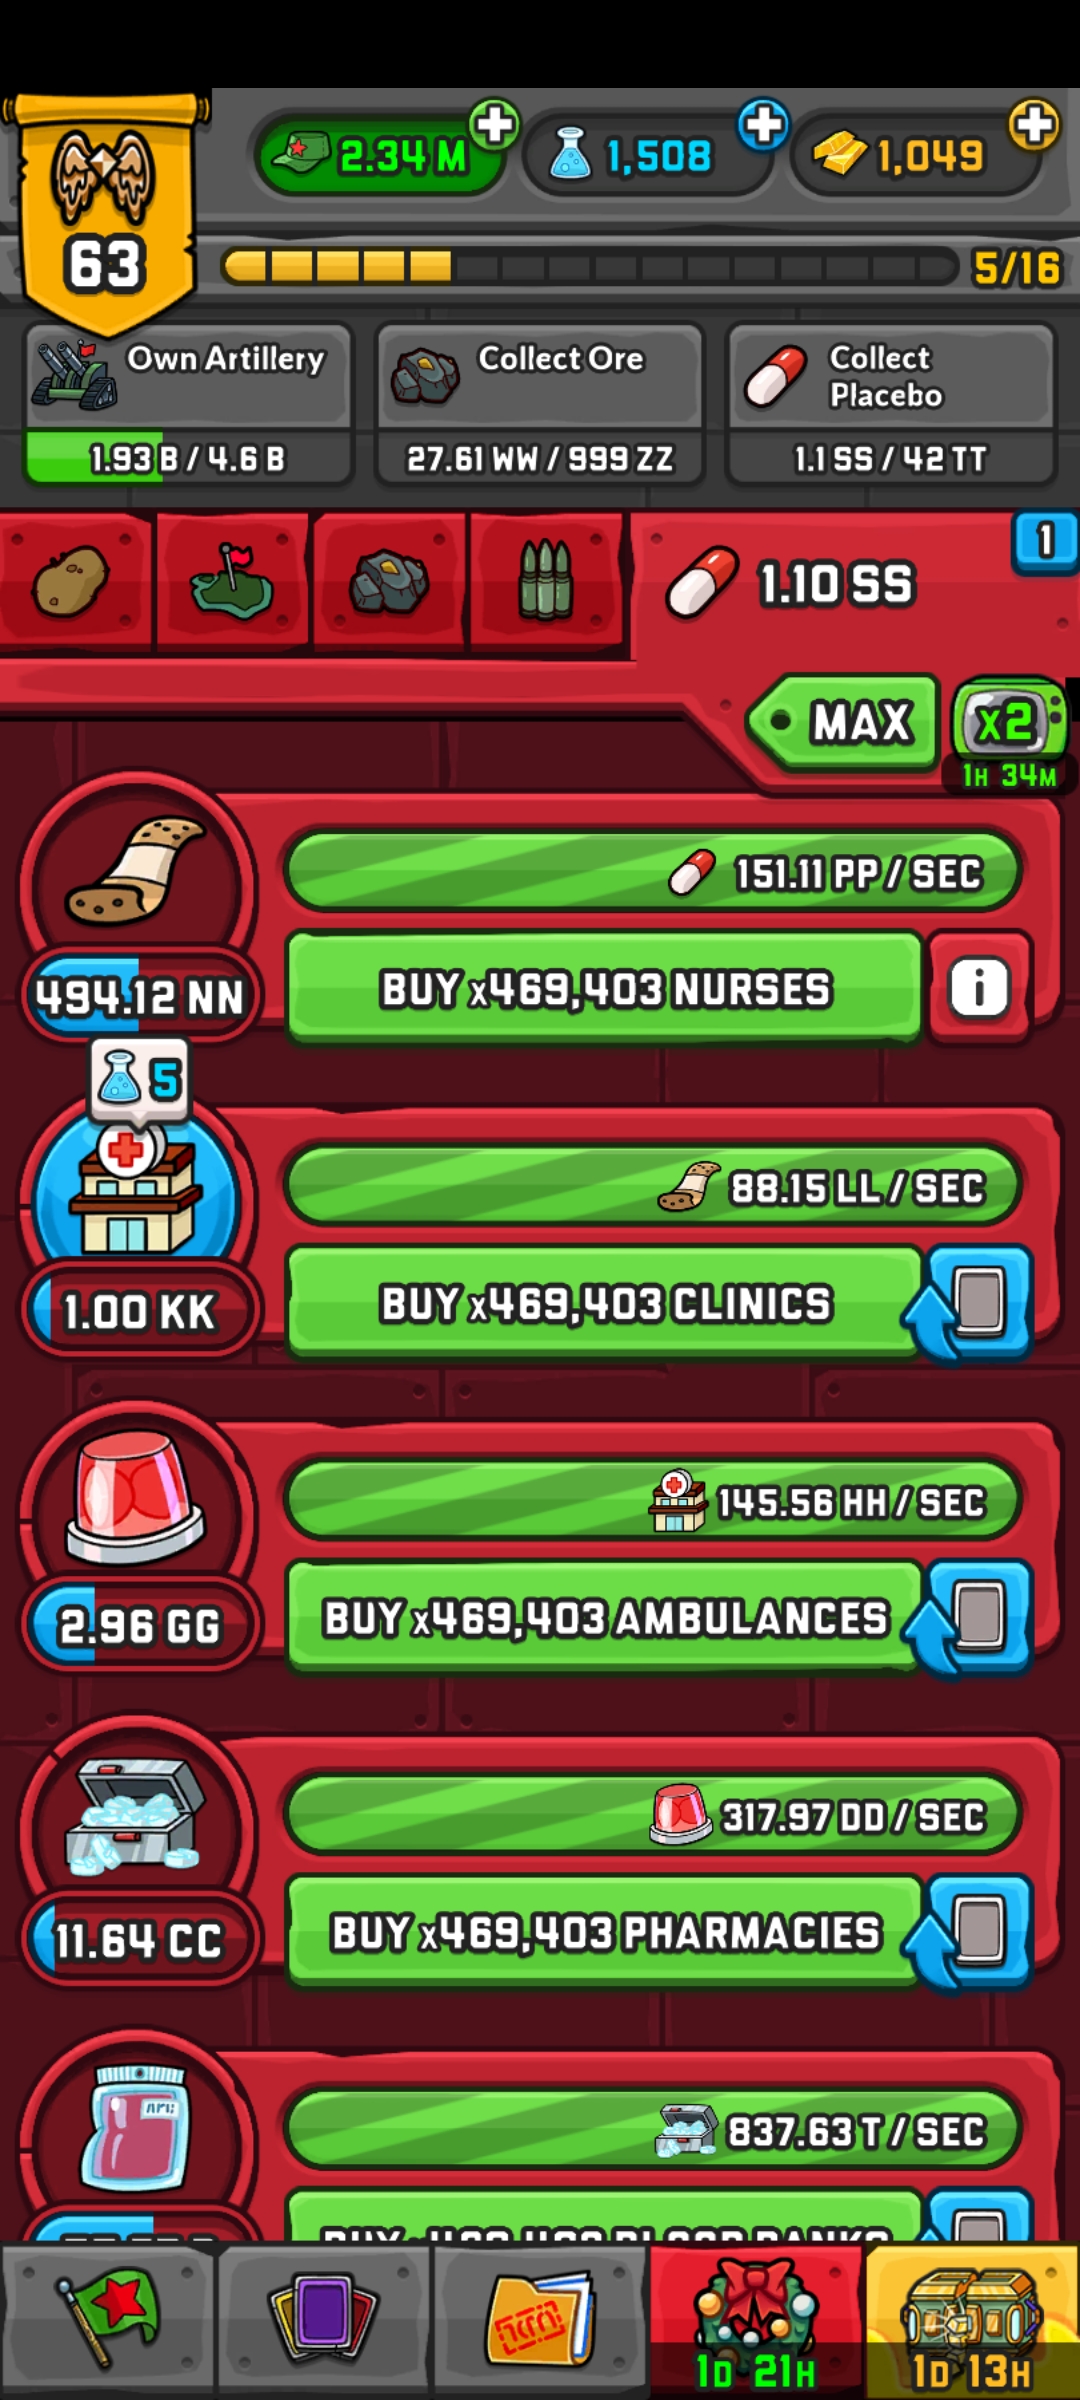 2.34 M
1,508
1,049
63
5/16
Own Artillery
1.93 B / 4.6 B
Collect Ore
27.61 WW / 999 ZZ
Collect
Placebo
1.1 SS / 42 TT
1.10 SS
1
MAX
x2
1H 34M
151.11 PP / SEC
494.12 NN
BUY x469,403 NURSES
5
88.15 LL / SEC
1.00 KK
BUY x469,403 CLINICS
145.56 HH / SEC
2.96 GG
BUY x469,403 AMBULANCES
317.97 DD / SEC
11.64 CC
BUY x469,403 PHARMACIES
837.63 T / SEC
1D 21H
1D 13H